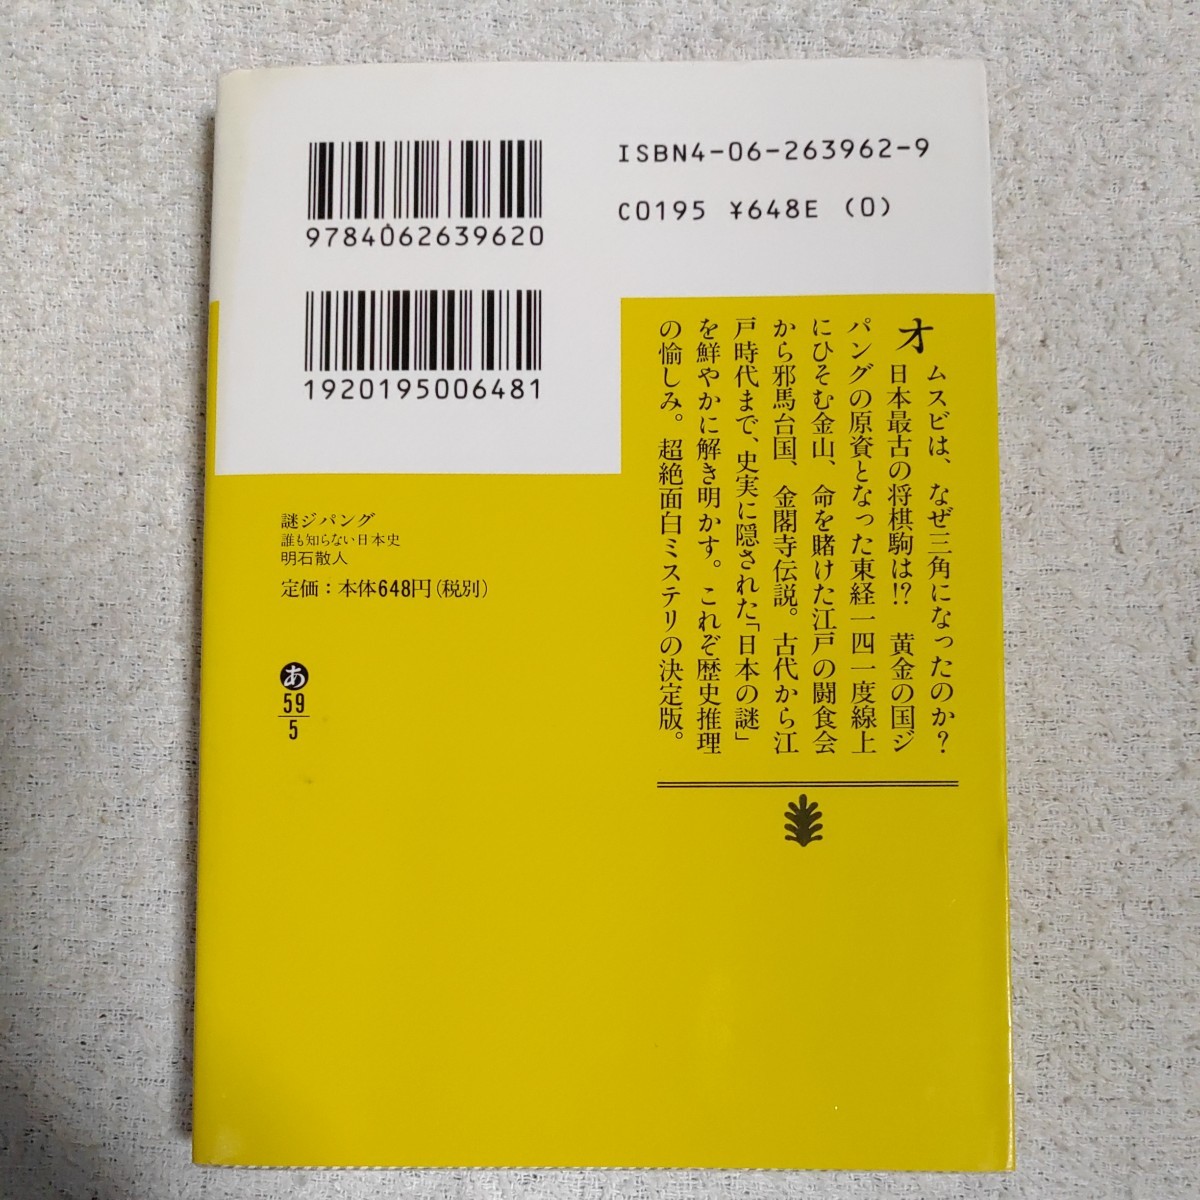 9784062639620
ISBN4-06-263962-9
C0195 ¥648E (0)
1920195006481
オムスビは、なぜ三角になったのか?
日本最古の将棋駒は!? 黄金の国ジ
パングの原資となった東経一四一度線上
にひそむ金山、命を賭けた江戸の闘食会
から邪馬台国、金閣寺伝説。古代から江
戸時代まで、史実に隠された「日本の謎」
を鮮やかに解き明かす。これぞ歴史推理
の愉しみ。超絶面白ミステリの決定版。
謎ジパング
誰も知らない日本史
明石散人
定価:本体648円(税別)
あ
59
5